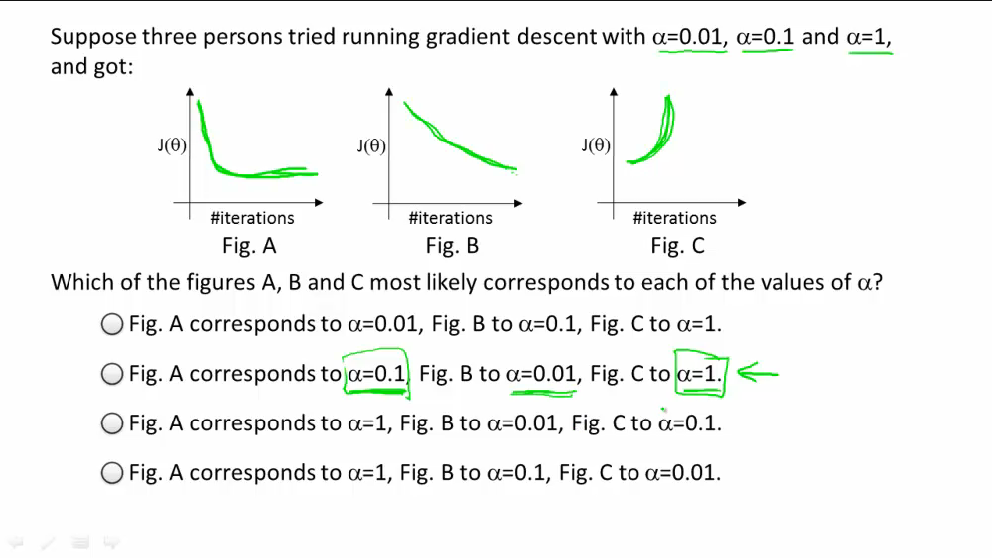 Suppose three persons tried running gradient descent with α=0.01, α=0.1 and α=1,
and got:
J(θ) J(θ) J(θ)
#iterations #iterations #iterations
Fig. A Fig. B Fig. C
Which of the figures A, B and C most likely corresponds to each of the values of α?
Fig. A corresponds to α=0.01, Fig. B to α=0.1, Fig. C to α=1.
Fig. A corresponds to α=0.1, Fig. B to α=0.01, Fig. C to α=1.
Fig. A corresponds to α=1, Fig. B to α=0.01, Fig. C to α=0.1.
Fig. A corresponds to α=1, Fig. B to α=0.1, Fig. C to α=0.01.